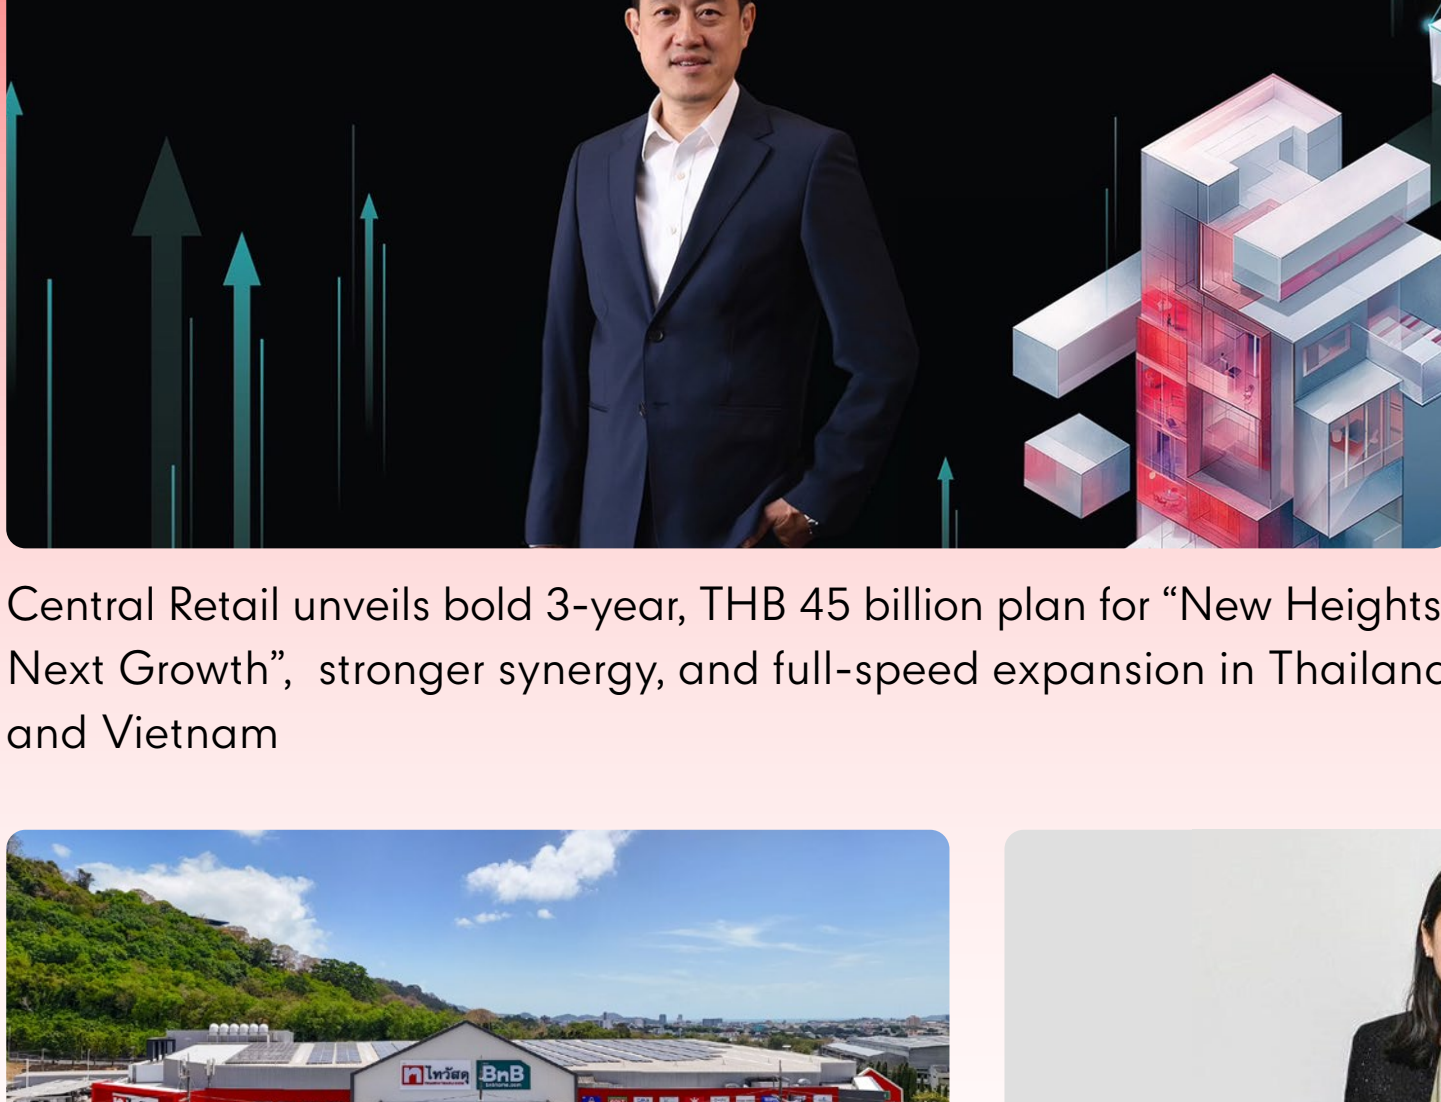 Central Retail unveils bold 3-year, THB 45 billion plan for “New Heights
Next Growth”,  stronger synergy, and full-speed expansion in Thailand
and Vietnam
ไทวัสดุ BnB